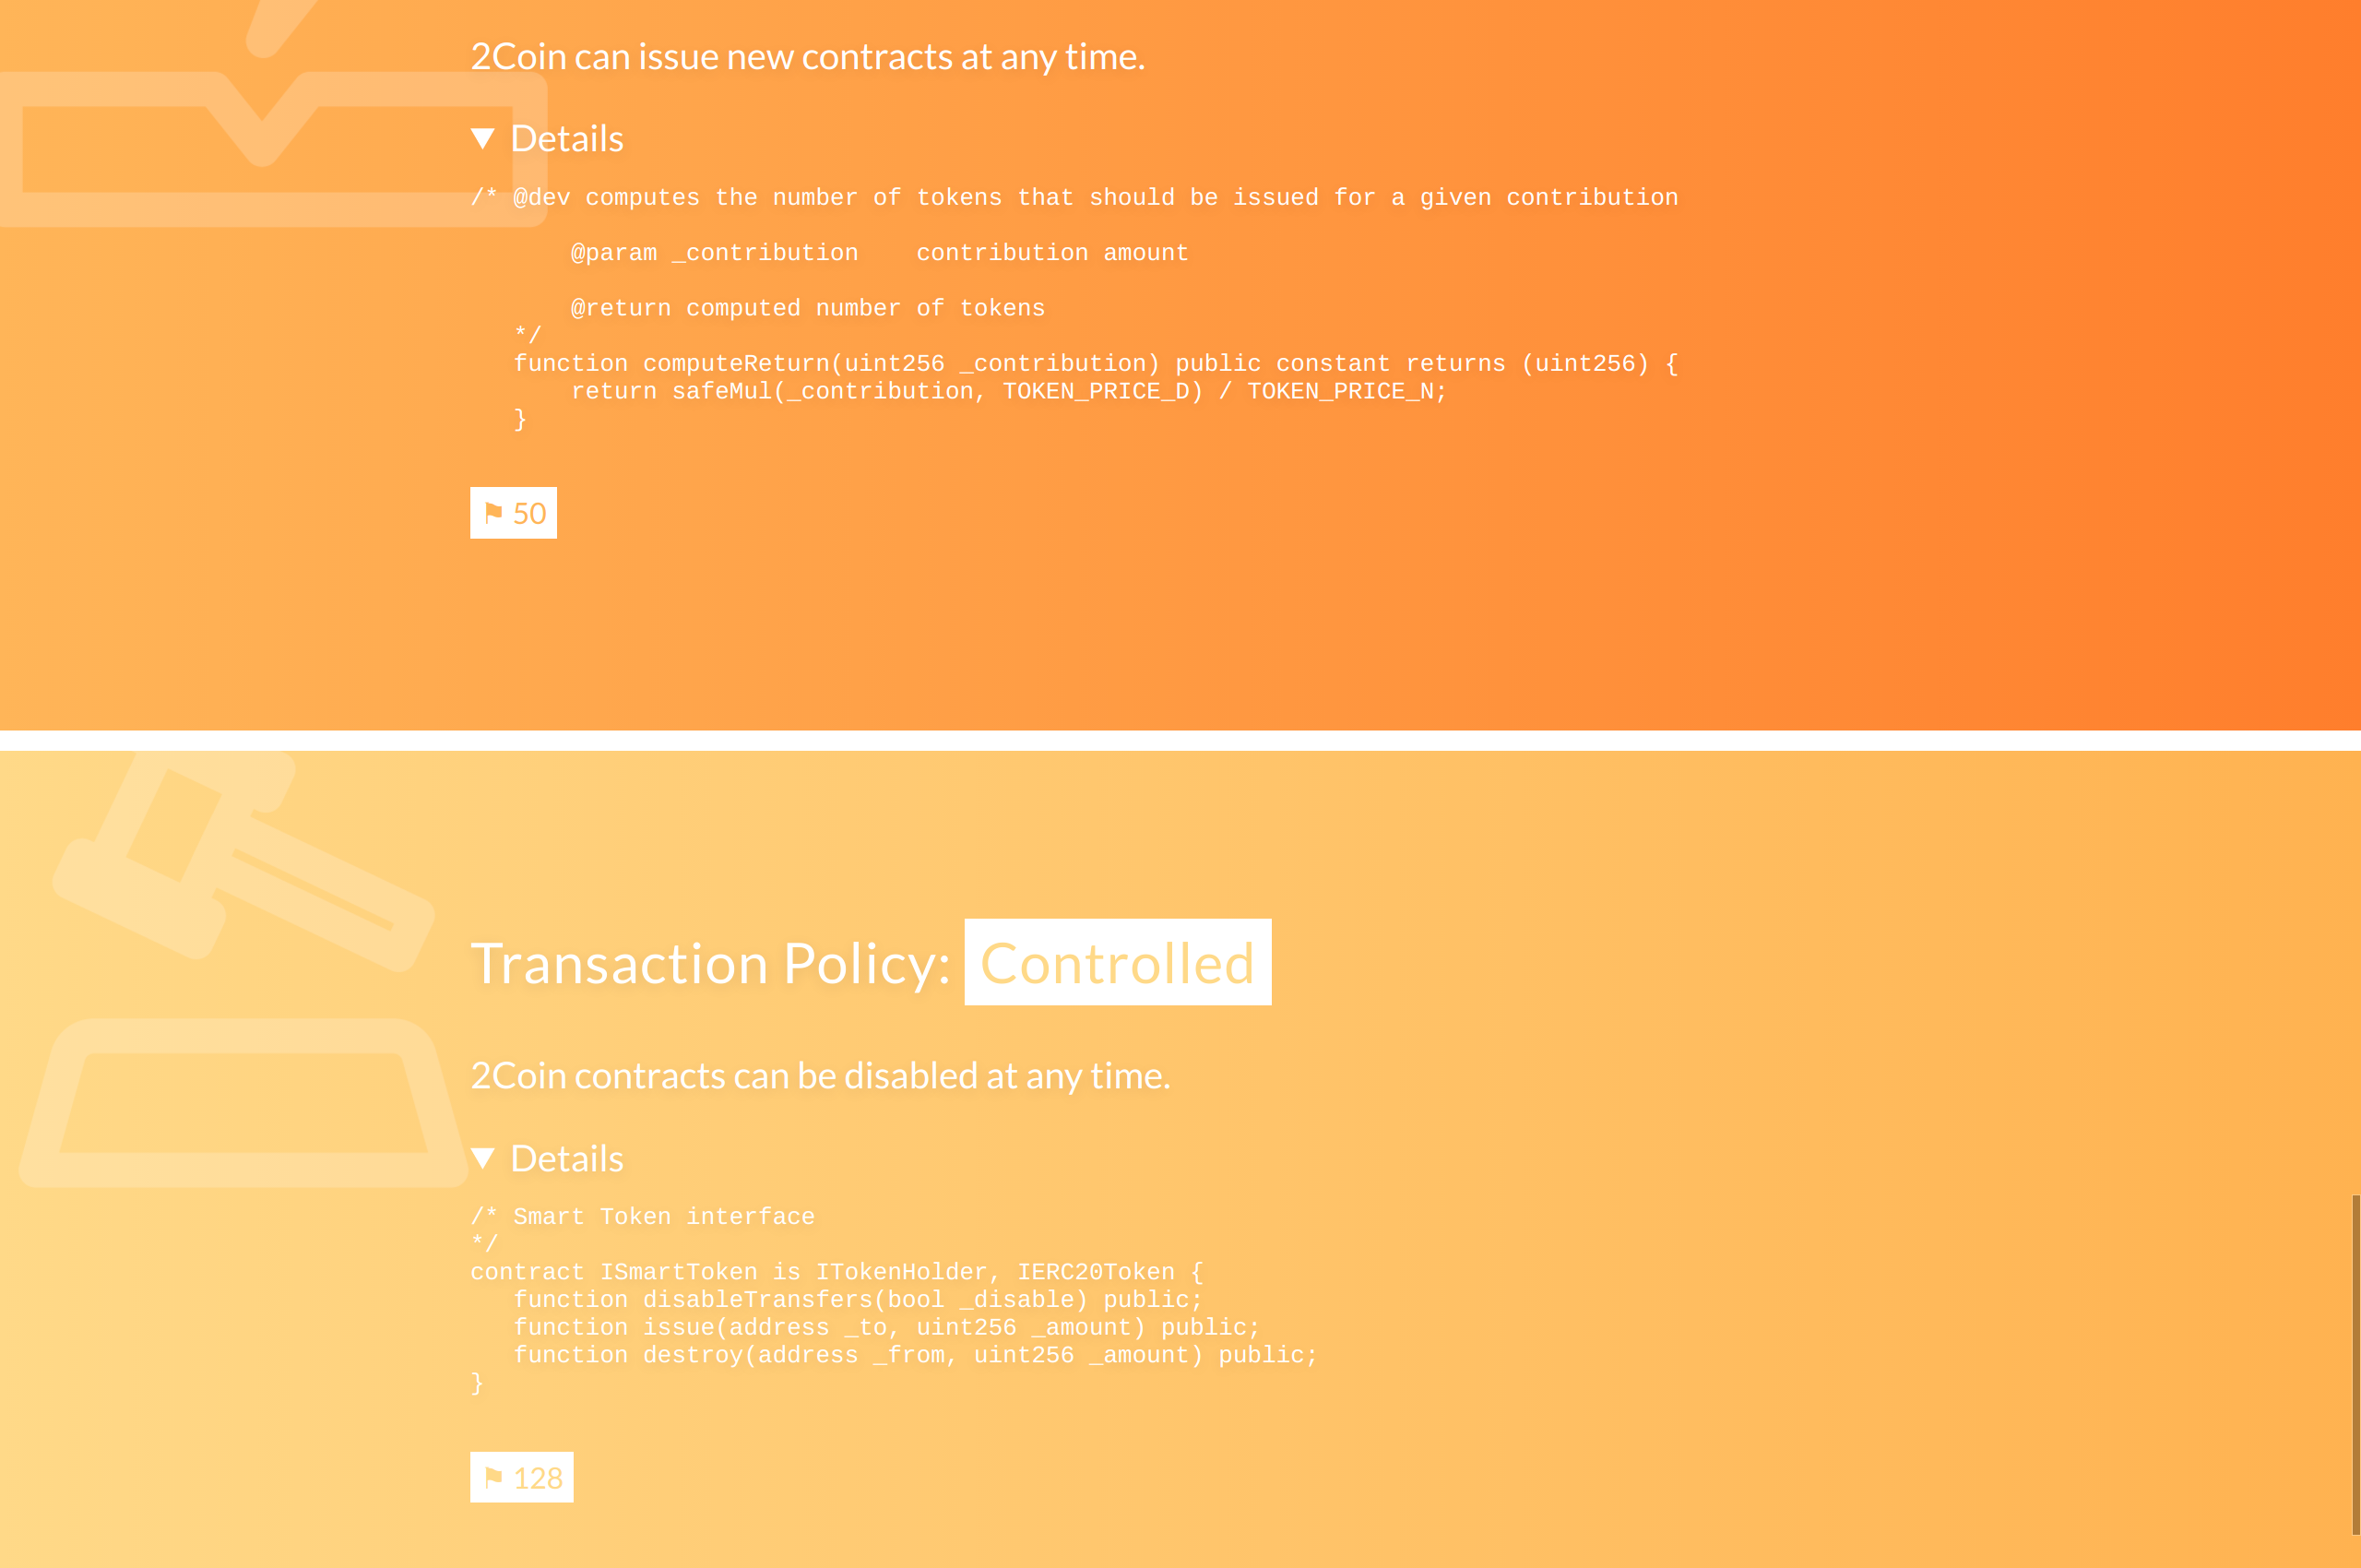 2Coin can issue new contracts at any time.
▼ Details
/* @dev computes the number of tokens that should be issued for a given contribution
@param _contribution    contribution amount
@return computed number of tokens
*/
function computeReturn(uint256 _contribution) public constant returns (uint256) {
return safeMul(_contribution, TOKEN_PRICE_D) / TOKEN_PRICE_N;
}
⚑ 50
Transaction Policy: Controlled
2Coin contracts can be disabled at any time.
▼ Details
/* Smart Token interface
*/
contract ISmartToken is ITokenHolder, IERC20Token {
function disableTransfers(bool _disable) public;
function issue(address _to, uint256 _amount) public;
function destroy(address _from, uint256 _amount) public;
}
⚑ 128